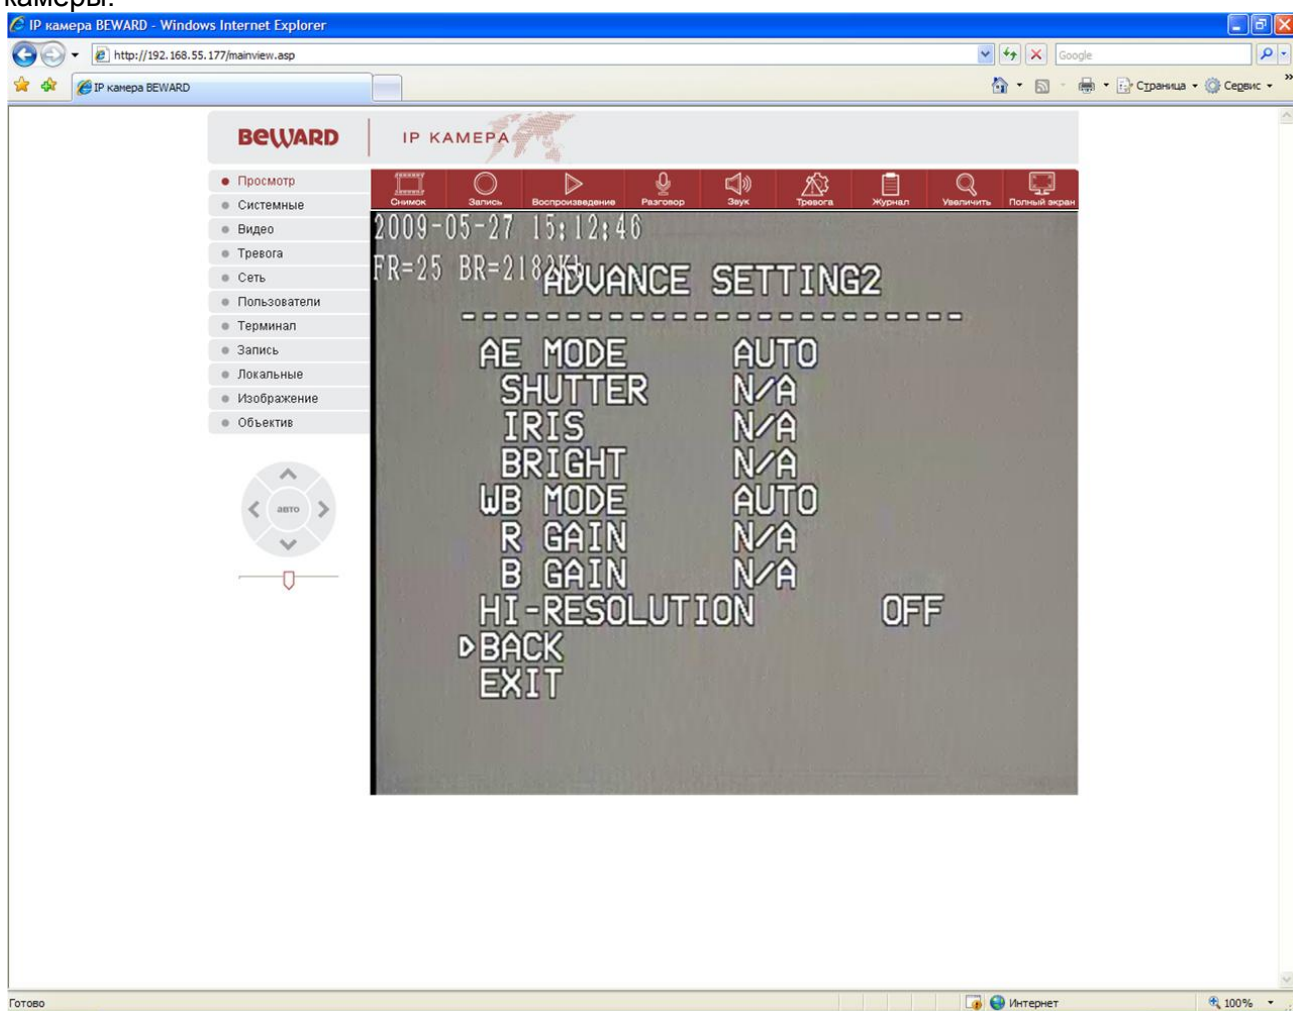 камеры.
IP камера BEWARD - Windows Internet Explorer
http://192.168.55.177/mainview.asp
Google
IP камера BEWARD
Страница
Сервис
BEWARD
IP КАМЕРА
Просмотр
Системные
Видео
Тревога
Сеть
Пользователи
Терминал
Запись
Локальные
Изображение
Объектив
авто
Снимок
Запись
Воспроизведение
Разговор
Звук
Тревога
Журнал
Увеличить
Полный экран
2009-05-27 15:12:46
FR=25 BR=2182Kb
ADVANCE SETTING2
-------------------------
AE MODE AUTO
SHUTTER N/A
IRIS N/A
BRIGHT N/A
WB MODE AUTO
R GAIN N/A
B GAIN N/A
HI-RESOLUTION OFF
BACK
EXIT
Готово
Интернет
100%